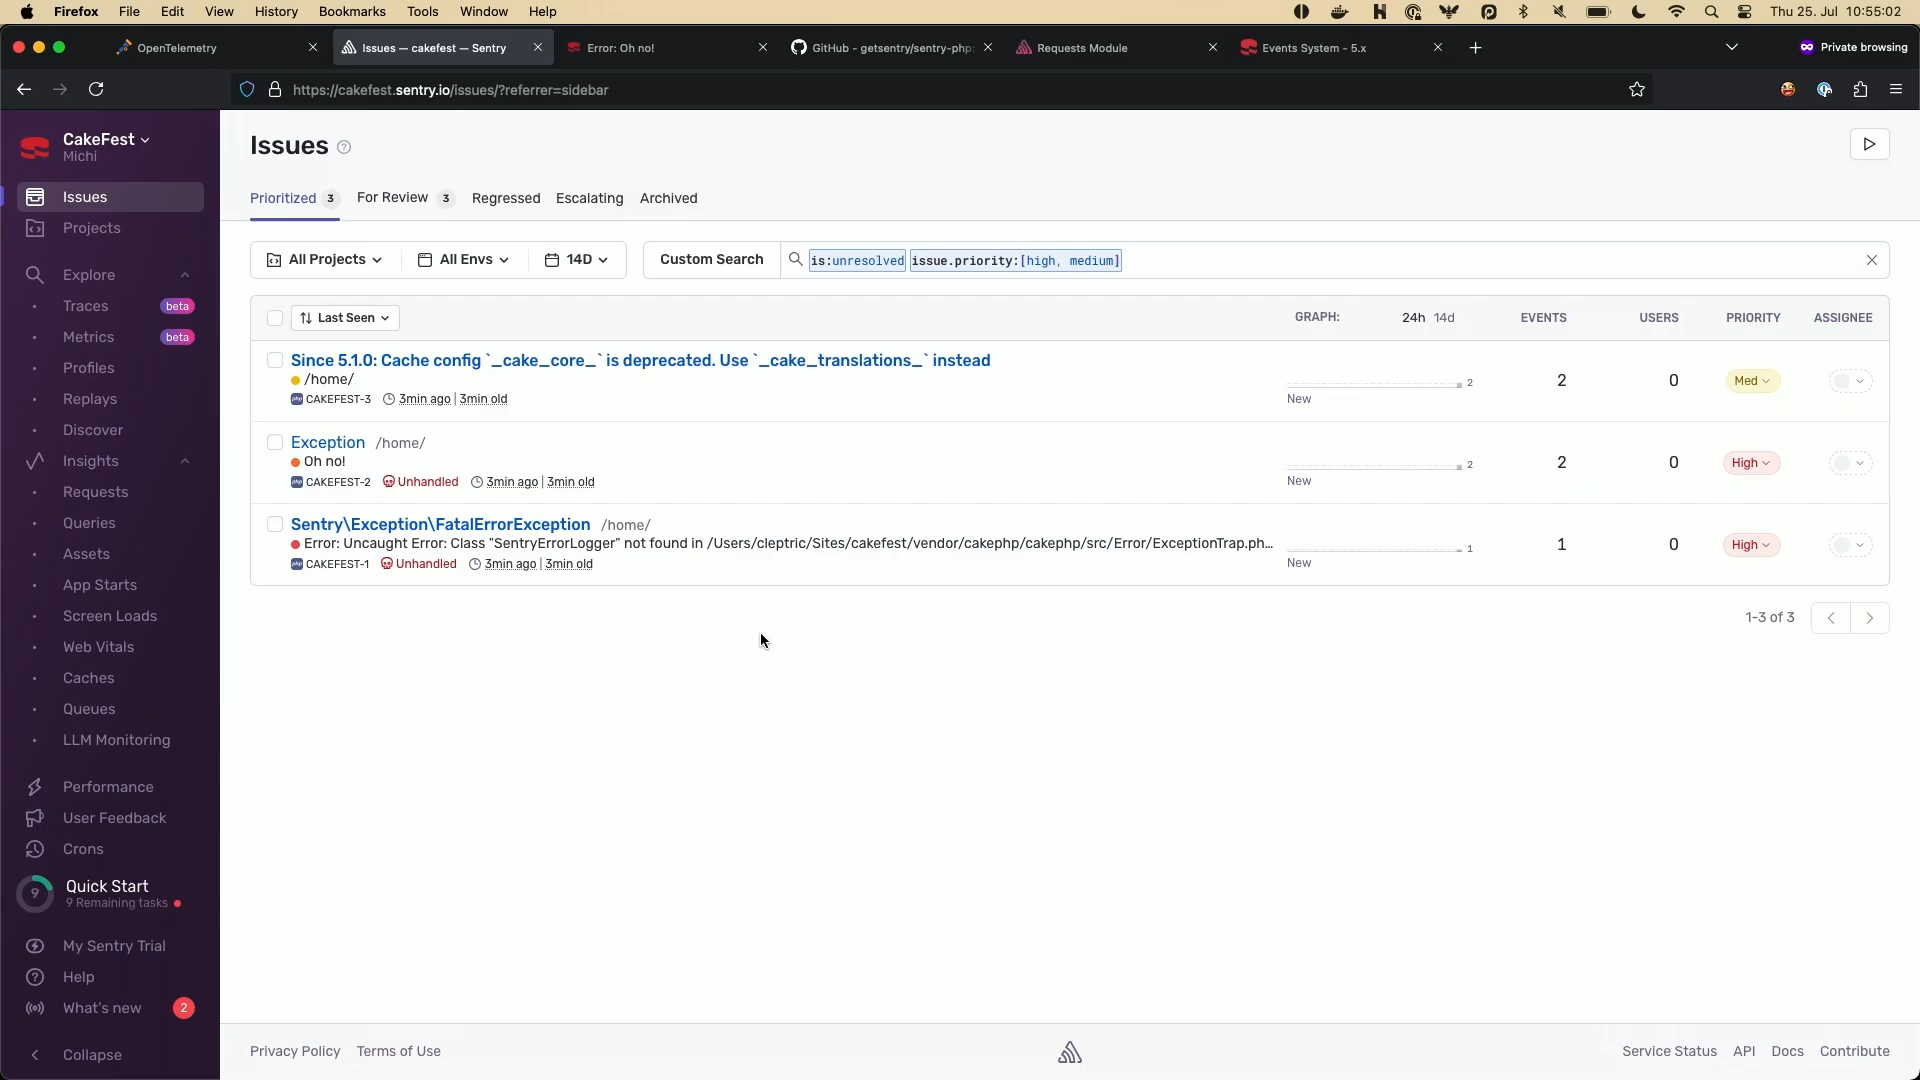 Firefox File Edit View History Bookmarks Tools Window Help Thu 25. Jul 10:55:02
OpenTelemetry Issues — cakefest — Sentry Error: Oh no! GitHub - getsentry/sentry-php: Requests Module Events System - 5.x Private browsing
https://cakefest.sentry.io/issues/?referrer=sidebar
CakeFest
Michi
Issues
Projects
Explore
Traces beta
Metrics beta
Profiles
Replays
Discover
Insights
Requests
Queries
Assets
App Starts
Screen Loads
Web Vitals
Caches
Queues
LLM Monitoring
Performance
User Feedback
Crons
9 Quick Start
9 Remaining tasks
My Sentry Trial
Help
What's new 2
Collapse
Issues
Prioritized 3 For Review 3 Regressed Escalating Archived
All Projects All Envs 14D Custom Search is:unresolved issue.priority:[high, medium]
Last Seen GRAPH: 24h 14d EVENTS USERS PRIORITY ASSIGNEE
Since 5.1.0: Cache config `_cake_core_` is deprecated. Use `_cake_translations_` instead
/home/
php CAKEFEST-3 3min ago | 3min old
2
New
2 0 Med
Exception /home/
Oh no!
php CAKEFEST-2 Unhandled 3min ago | 3min old
2
New
2 0 High
Sentry\Exception\FatalErrorException /home/
Error: Uncaught Error: Class "SentryErrorLogger" not found in /Users/cleptric/Sites/cakefest/vendor/cakephp/cakephp/src/Error/ExceptionTrap.ph...
php CAKEFEST-1 Unhandled 3min ago | 3min old
1
New
1 0 High
1-3 of 3
Privacy Policy Terms of Use Service Status API Docs Contribute